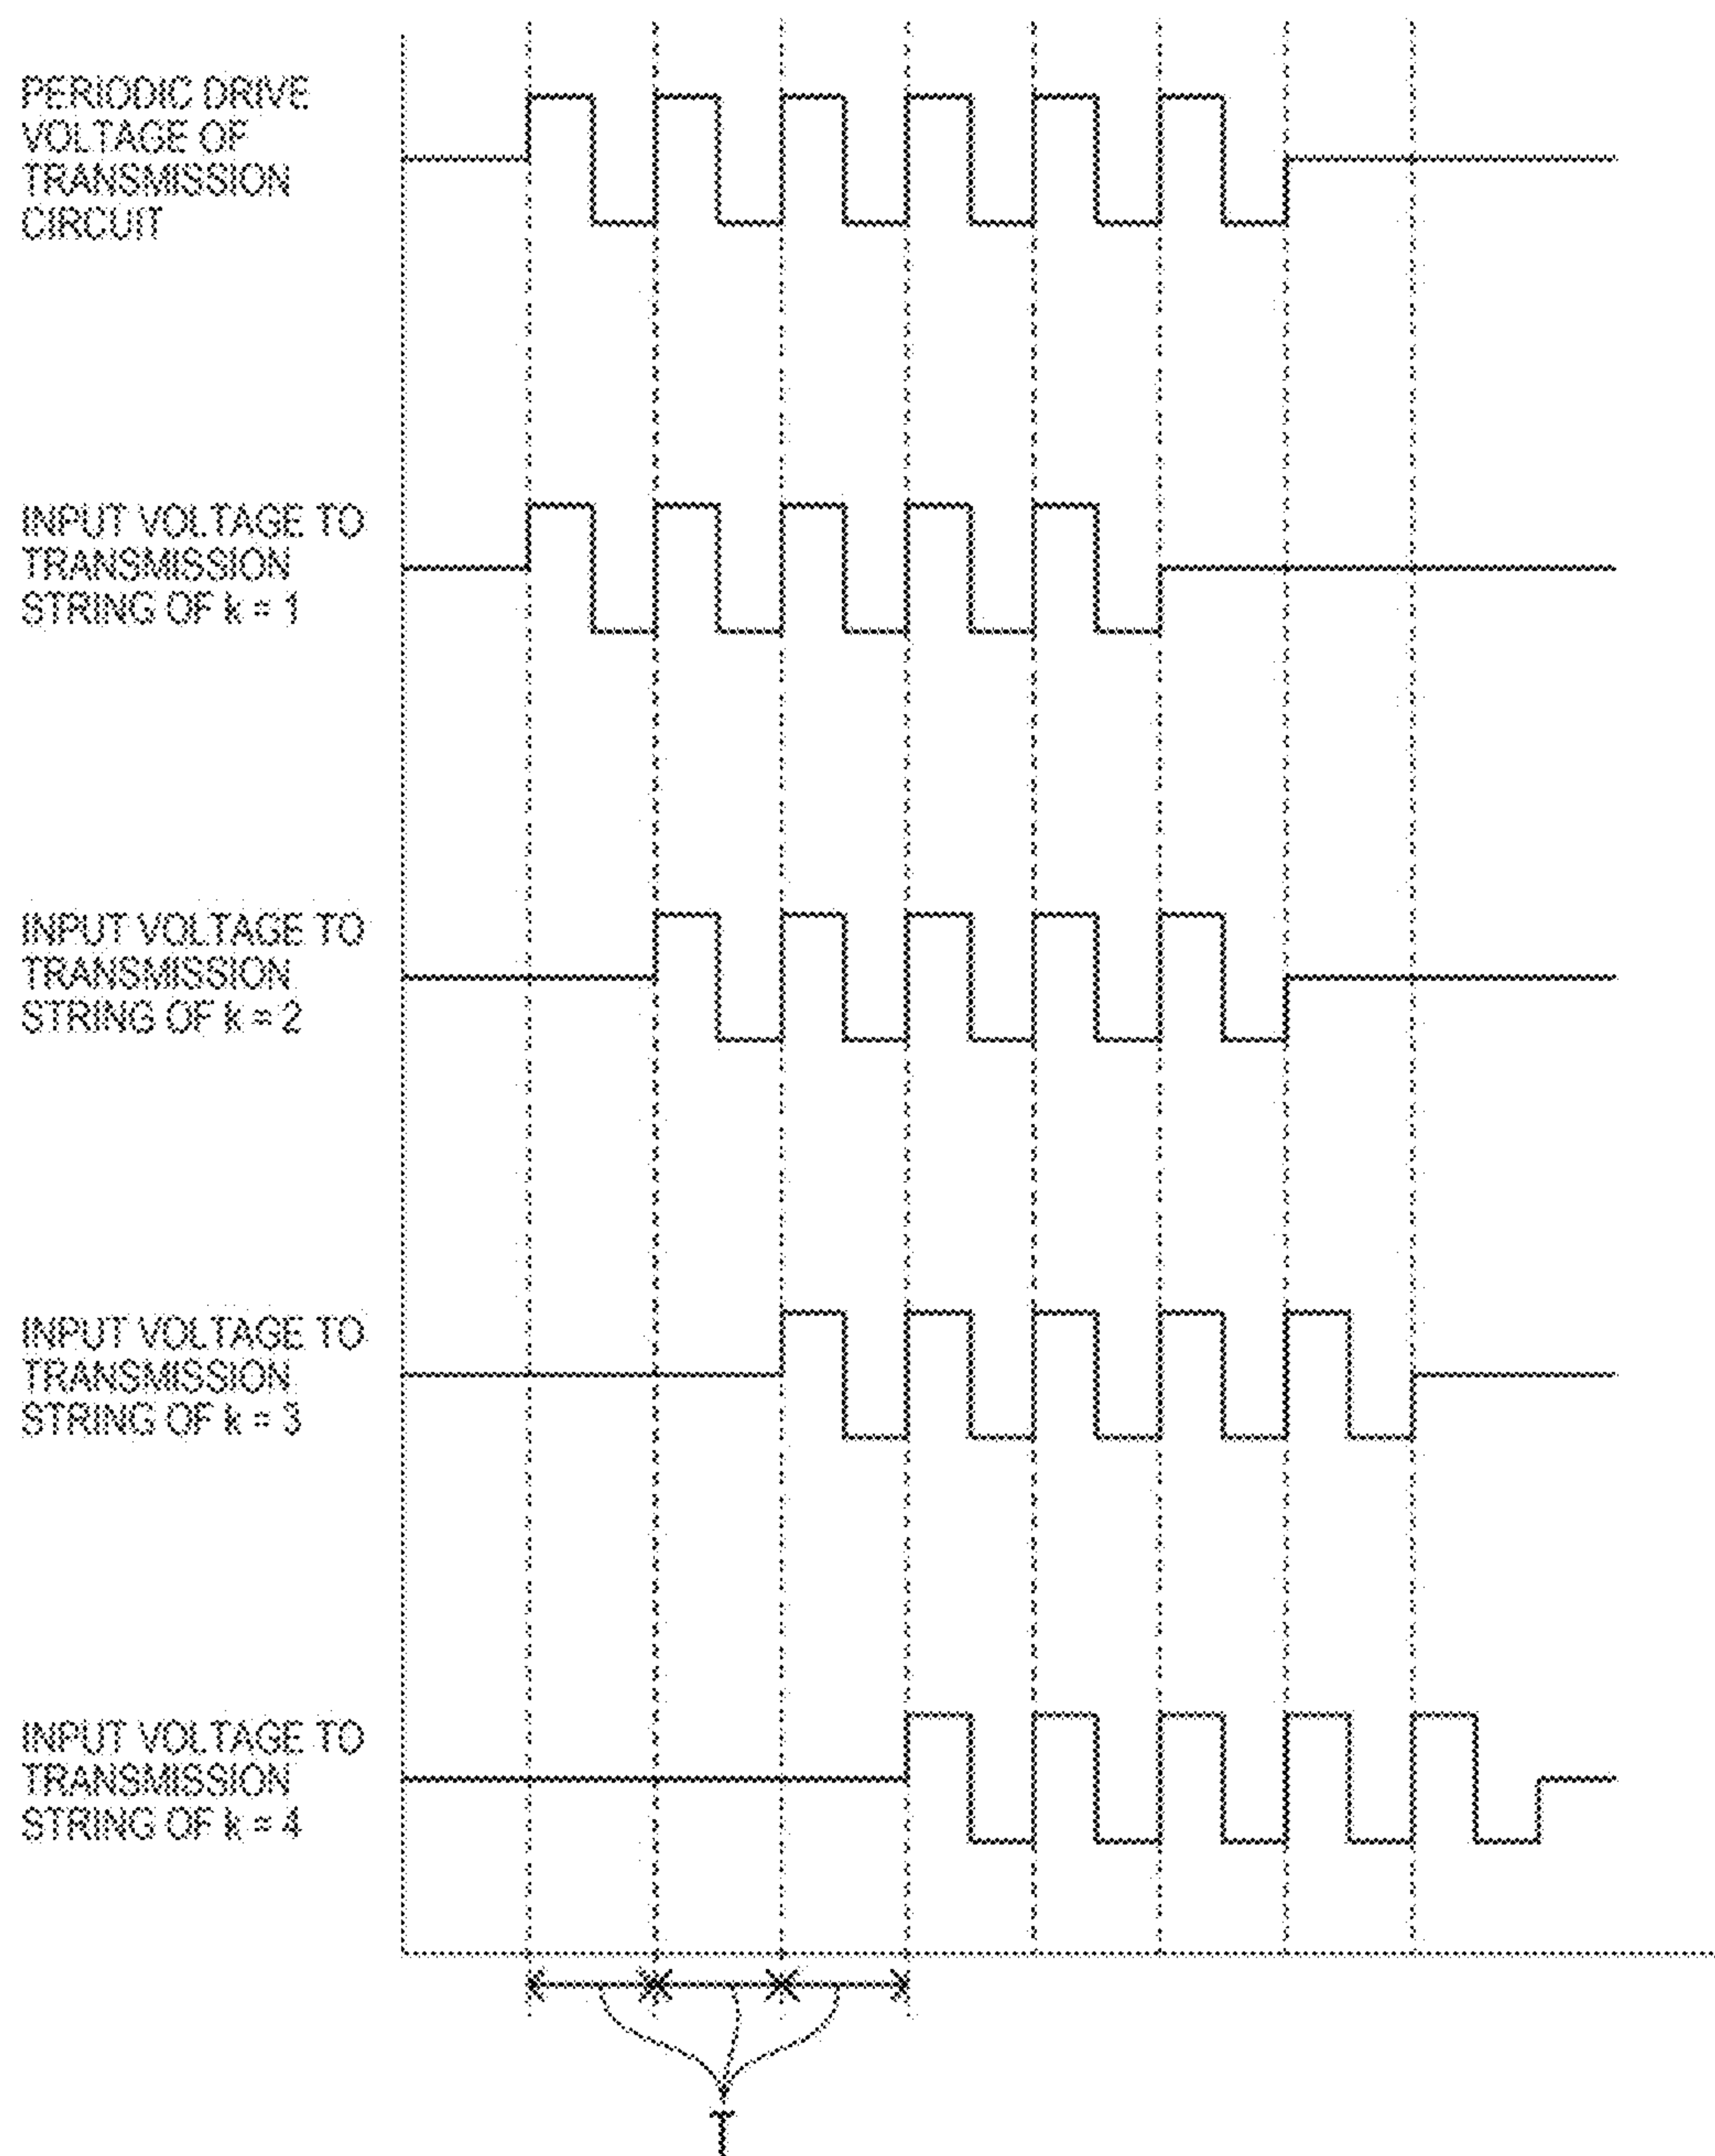 PERIODIC DRIVE
VOLTAGE OF
TRANSMISSION
CIRCUIT
INPUT VOLTAGE TO
TRANSMISSION
STRING OF k = 1
INPUT VOLTAGE TO
TRANSMISSION
STRING OF k = 2
INPUT VOLTAGE TO
TRANSMISSION
STRING OF k = 3
INPUT VOLTAGE TO
TRANSMISSION
STRING OF k = 4
T